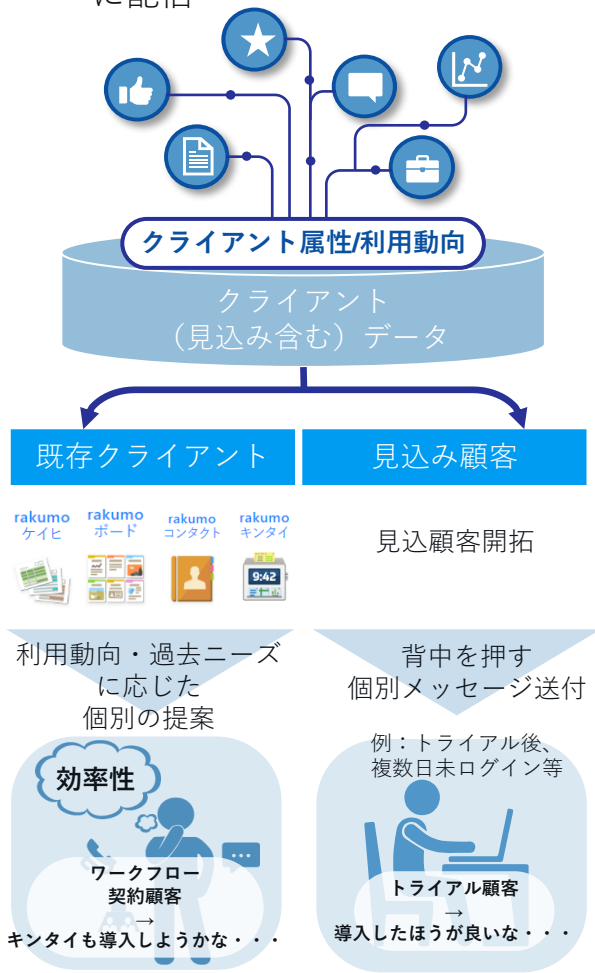 に配信
クライアント属性/利用動向
クライアント
（見込み含む）データ
既存クライアント
見込み顧客
rakumo
ケイヒ
rakumo
ボード
rakumo
コンタクト
rakumo
キンタイ
9:42
見込顧客開拓
利用動向・過去ニーズ
に応じた
個別の提案
背中を押す
個別メッセージ送付
例：トライアル後、
複数日未ログイン等
効率性
ワークフロー
契約顧客
→
キンタイも導入しようかな・・・
トライアル顧客
→
導入したほうが良いな・・・